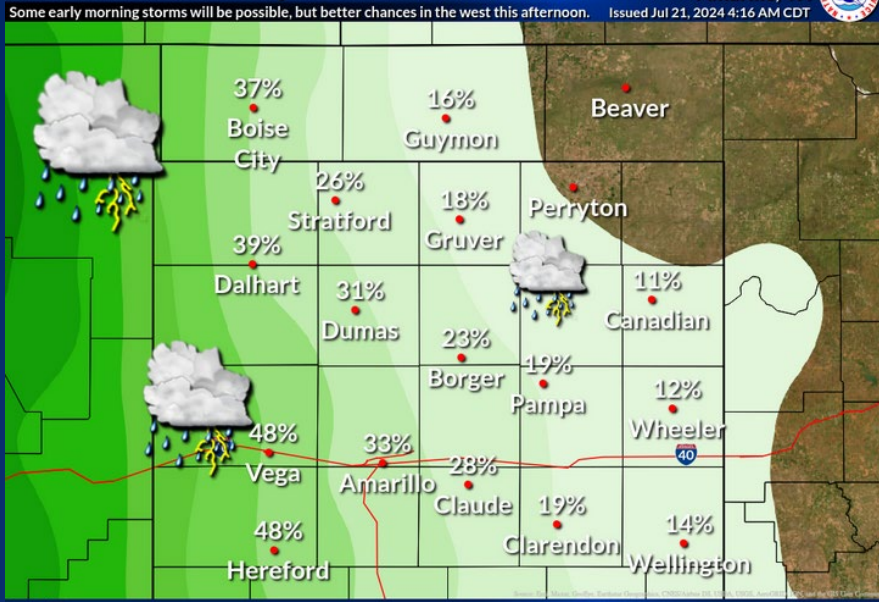 Some early morning storms will be possible, but better chances in the west this afternoon.
Issued Jul 21, 2024 4:16 AM CDT
37%
Boise
City
16%
Guymon
Beaver
26%
Stratford
18%
Gruver
Perryton
39%
Dalhart
31%
Dumas
11%
Canadian
23%
Borger
19%
Pampa
12%
Wheeler
48%
Vega
33%
Amarillo
28%
Claude
40
48%
Hereford
19%
Clarendon
14%
Wellington